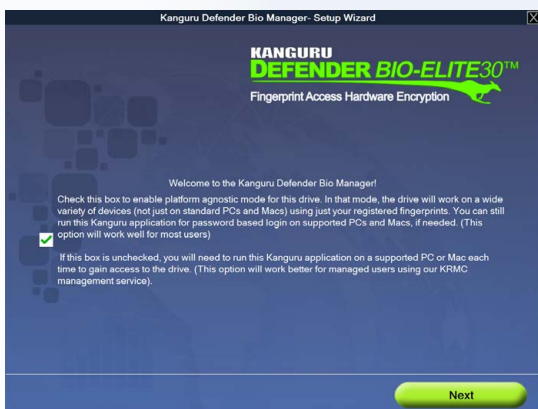 Kanguru Defender Bio Manager- Setup Wizard
X
KANGURU
DEFENDER BIO-ELITE30™
Fingerprint Access Hardware Encryption
Welcome to the Kanguru Defender Bio Manager!
Check this box to enable platform agnostic mode for this drive. In that mode, the drive will work on a wide
variety of devices (not just on standard PCs and Macs) using just your registered fingerprints. You can still
run this Kanguru application for password based login on supported PCs and Macs, if needed. (This
option will work well for most users)
If this box is unchecked, you will need to run this Kanguru application on a supported PC or Mac each
time to gain access to the drive. (This option will work better for managed users using our KRMC
management service).
Next